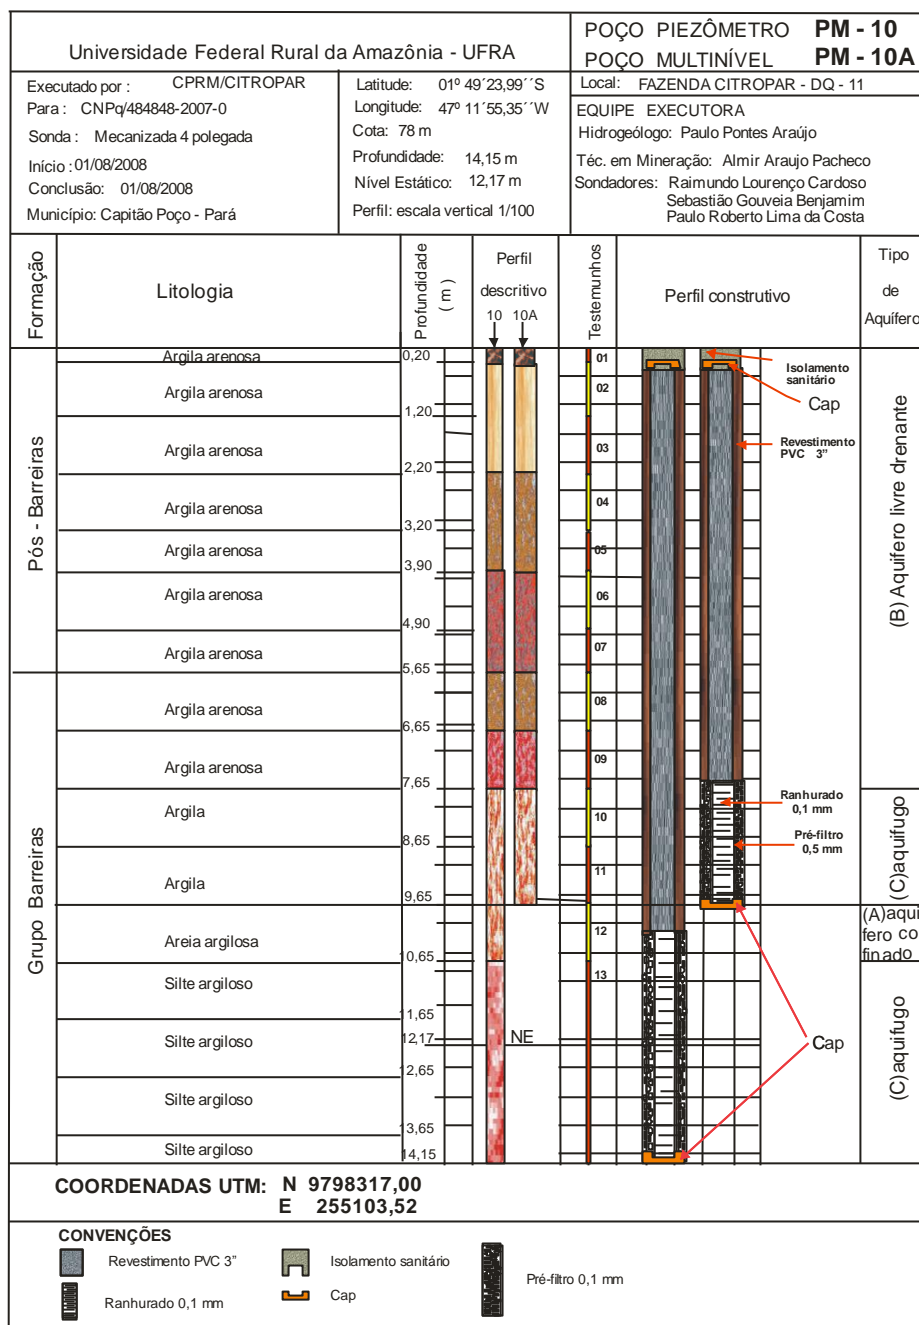 Universidade Federal Rural da Amazônia - UFRA
POÇO PIEZÔMETRO PM - 10
POÇO MULTINÍVEL PM - 10A
Executado por : CPRM/CITROPAR
Para : CNPq/484848-2007-0
Sonda : Mecanizada 4 polegada
Início : 01/08/2008
Conclusão: 01/08/2008
Município: Capitão Poço - Pará
Latitude: 01º 49´23,99´´S
Longitude: 47º 11´55,35´´W
Cota: 78 m
Profundidade: 14,15 m
Nível Estático: 12,17 m
Perfil: escala vertical 1/100
Local: FAZENDA CITROPAR - DQ - 11
EQUIPE EXECUTORA
Hidrogeólogo: Paulo Pontes Araújo
Téc. em Mineração: Almir Araujo Pacheco
Sondadores: Raimundo Lourenço Cardoso
Sebastião Gouveia Benjamim
Paulo Roberto Lima da Costa
Formação
Litologia
Profundidade
( m )
Perfil
descritivo
10 10A
Testemunhos
Perfil construtivo
Tipo
de
Aquífero
Pós - Barreiras
Grupo Barreiras
Argila arenosa
Argila arenosa
Argila arenosa
Argila arenosa
Argila arenosa
Argila arenosa
Argila arenosa
Argila arenosa
Argila arenosa
Argila
Argila
Areia argilosa
Silte argiloso
Silte argiloso
Silte argiloso
Silte argiloso
0,20
1,20
2,20
3,20
3,90
4,90
5,65
6,65
7,65
8,65
9,65
10,65
11,65
12,17
12,65
13,65
14,15
NE
01
02
03
04
05
06
07
08
09
10
11
12
13
Isolamento
sanitário
Cap
Revestimento
PVC 3”
Ranhurado
0,1 mm
Pré-filtro
0,5 mm
Cap
(B) Aquífero livre drenante
(C)aquifugo
(A)aquí
fero co
finado
(C)aquifugo
COORDENADAS UTM: N 9798317,00
E 255103,52
CONVENÇÕES
Revestimento PVC 3”
Isolamento sanitário
Pré-filtro 0,1 mm
Ranhurado 0,1 mm
Cap